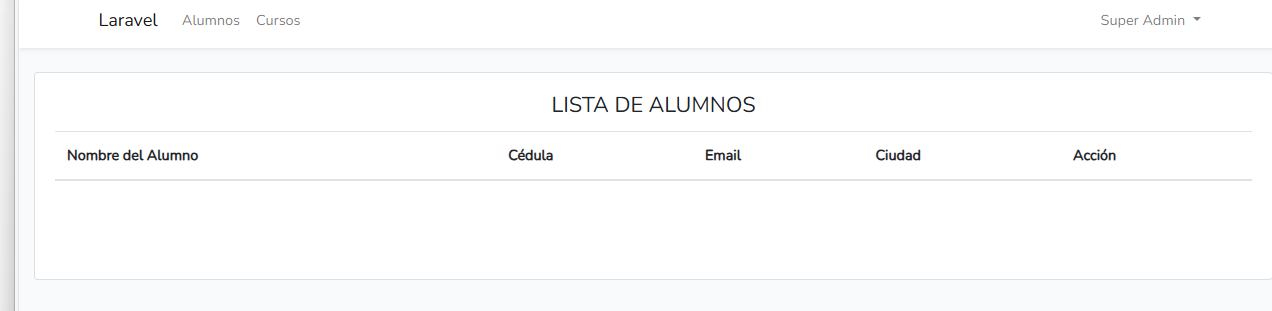 Laravel Alumnos Cursos Super Admin
LISTA DE ALUMNOS
Nombre del Alumno Cédula Email Ciudad Acción